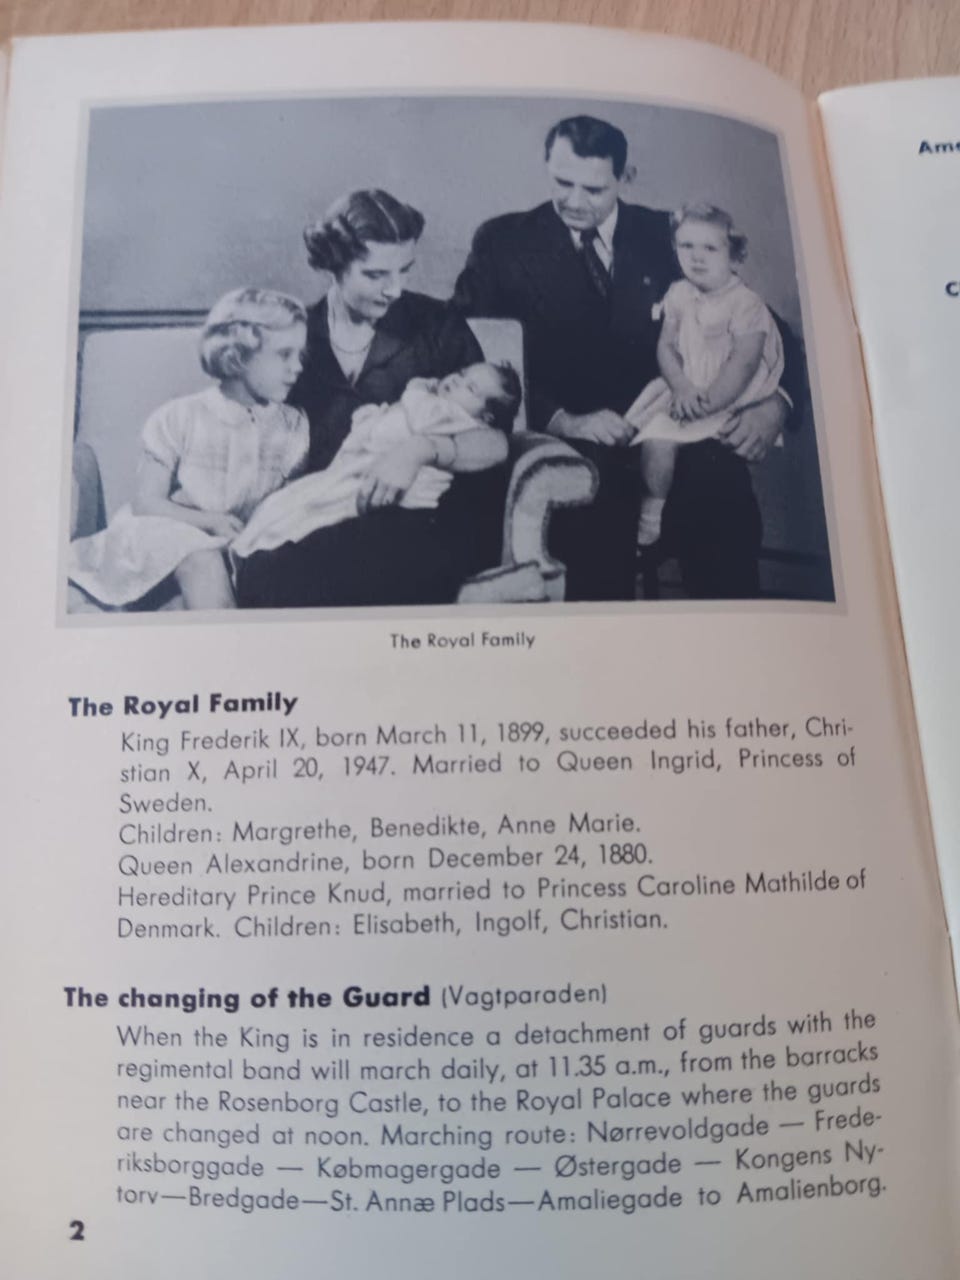 The Royal Family
The Royal Family
King Frederik IX, born March 11, 1899, succeeded his father, Chri-
stian X, April 20, 1947. Married to Queen Ingrid, Princess of
Sweden.
Children: Margrethe, Benedikte, Anne Marie.
Queen Alexandrine, born December 24, 1880.
Hereditary Prince Knud, married to Princess Caroline Mathilde of
Denmark. Children: Elisabeth, Ingolf, Christian.
The changing of the Guard (Vagtparaden)
When the King is in residence a detachment of guards with the
regimental band will march daily, at 11.35 a.m., from the barracks
near the Rosenborg Castle, to the Royal Palace where the guards
are changed at noon. Marching route: Nørrevoldgade — Frede-
riksborggade — Købmagergade — Østergade — Kongens Ny-
torv—Bredgade—St. Annæ Plads—Amaliegade to Amalienborg.
2